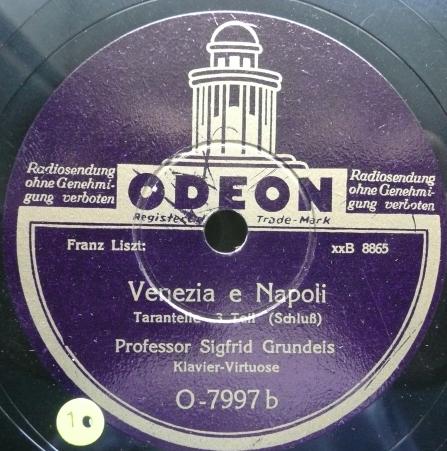 Radiosendung
ohne Genehmi-
gung verboten
ODEON
Radiosendung
ohne Genehmi-
gung verboten
Registered Trade-Mark
Franz Liszt:
xxB 8865
Venezia e Napoli
Tarantelle 3. Teil (Schluß)
Professor Sigfrid Grundeis
Klavier-Virtuose
O-7997 b
1